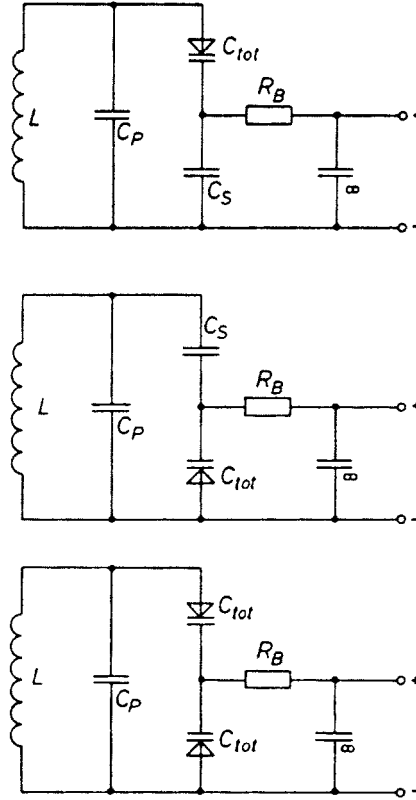 C_tot
R_B
+
L
C_P
C_S
∞
-
C_S
R_B
+
L
C_P
C_tot
∞
-
C_tot
R_B
+
L
C_P
C_tot
∞
-